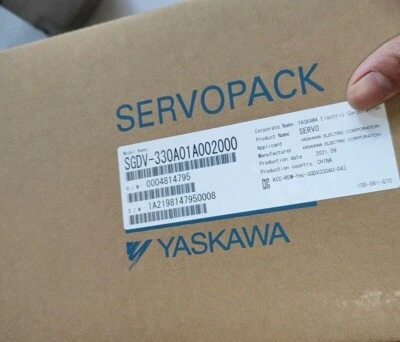 SERVOPACK
Model Name
SGDV-330A01A002000
O/N 0004814795
S/N 1A2198147950008
Corporate Name: YASKAWA Electric Corporation
Product Name SERVO
Applicant YASKAWA ELECTRIC CORPORATION
Manufacturer YASKAWA ELECTRIC CORPORATION
Production date 2021.09
Production country: CHINA
YASKAWA